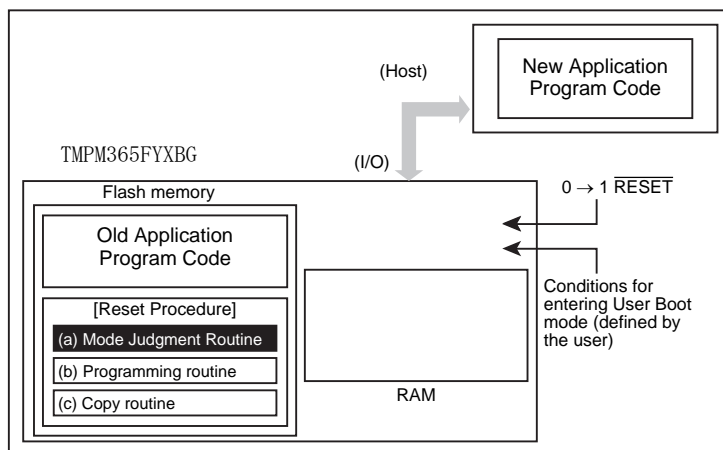 New Application
Program Code
(Host)
TMPM365FYXBG
(I/O)
0 → 1 RESET
Flash memory
Old Application
Program Code
[Reset Procedure]
(a) Mode Judgment Routine
(b) Programming routine
(c) Copy routine
RAM
Conditions for
entering User Boot
mode (defined by
the user)